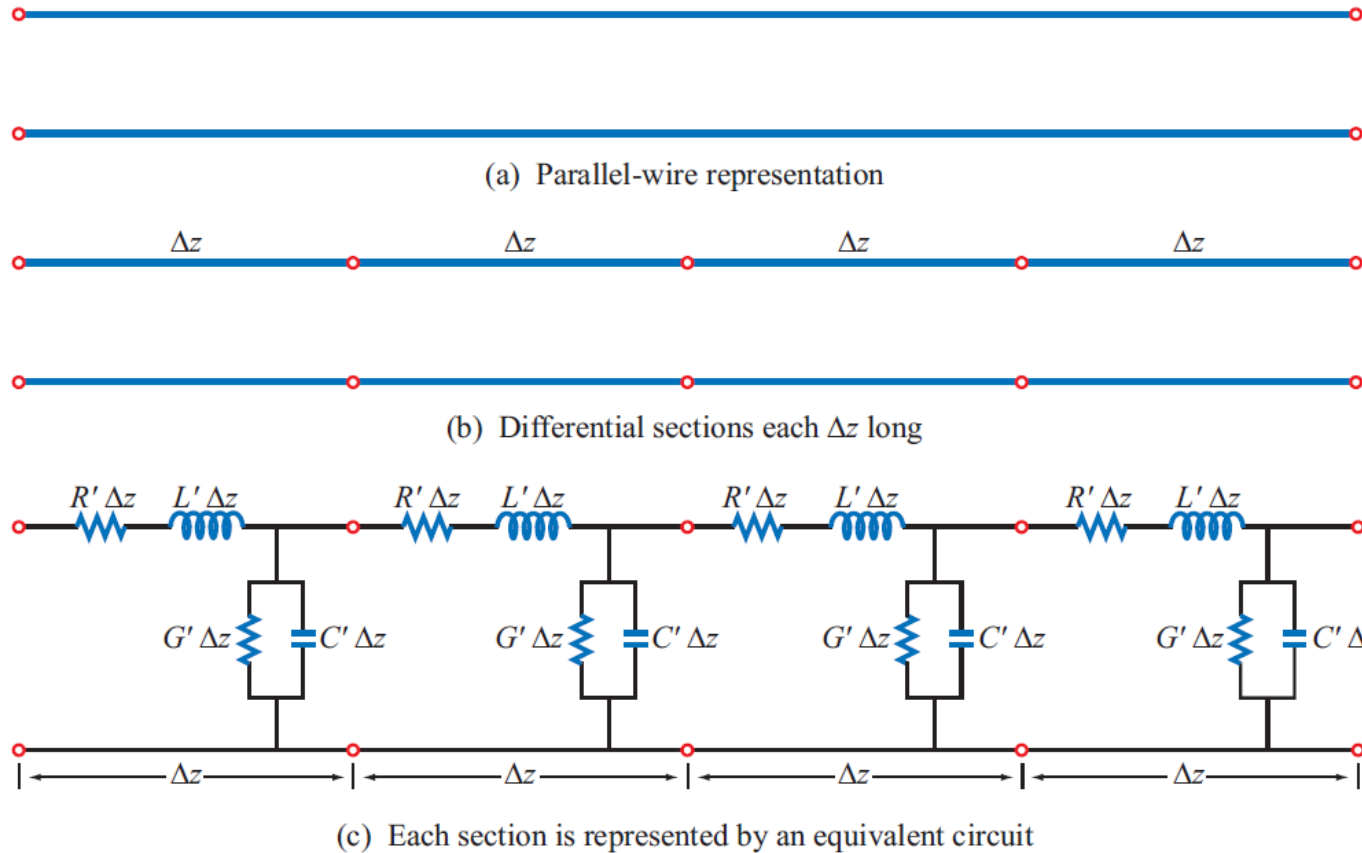 (a) Parallel-wire representation
Δz Δz Δz Δz
(b) Differential sections each Δz long
R′ Δz L′ Δz R′ Δz L′ Δz R′ Δz L′ Δz R′ Δz L′ Δz
G′ Δz C′ Δz G′ Δz C′ Δz G′ Δz C′ Δz G′ Δz C′ Δ
Δz Δz Δz Δz
(c) Each section is represented by an equivalent circuit